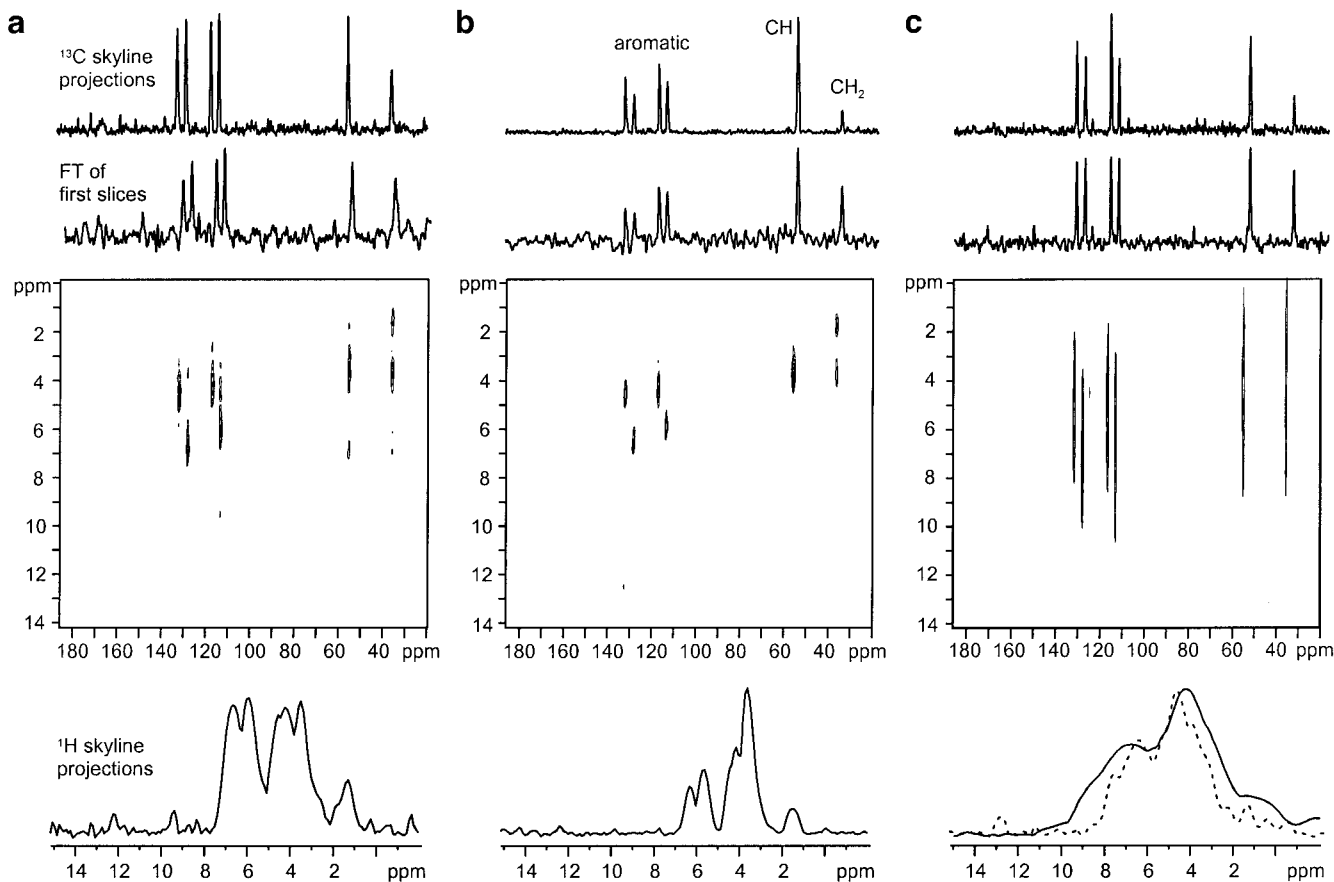 a
b
c
¹³C skyline
projections
aromatic
CH
CH₂
FT of
first slices
ppm
2
4
6
8
10
12
14
180 160 140 120 100 80 60 40 ppm
ppm
2
4
6
8
10
12
14
180 160 140 120 100 80 60 40 ppm
ppm
2
4
6
8
10
12
14
180 160 140 120 100 80 60 40 ppm
¹H skyline
projections
14 12 10 8 6 4 2 ppm
14 12 10 8 6 4 2 ppm
14 12 10 8 6 4 2 ppm